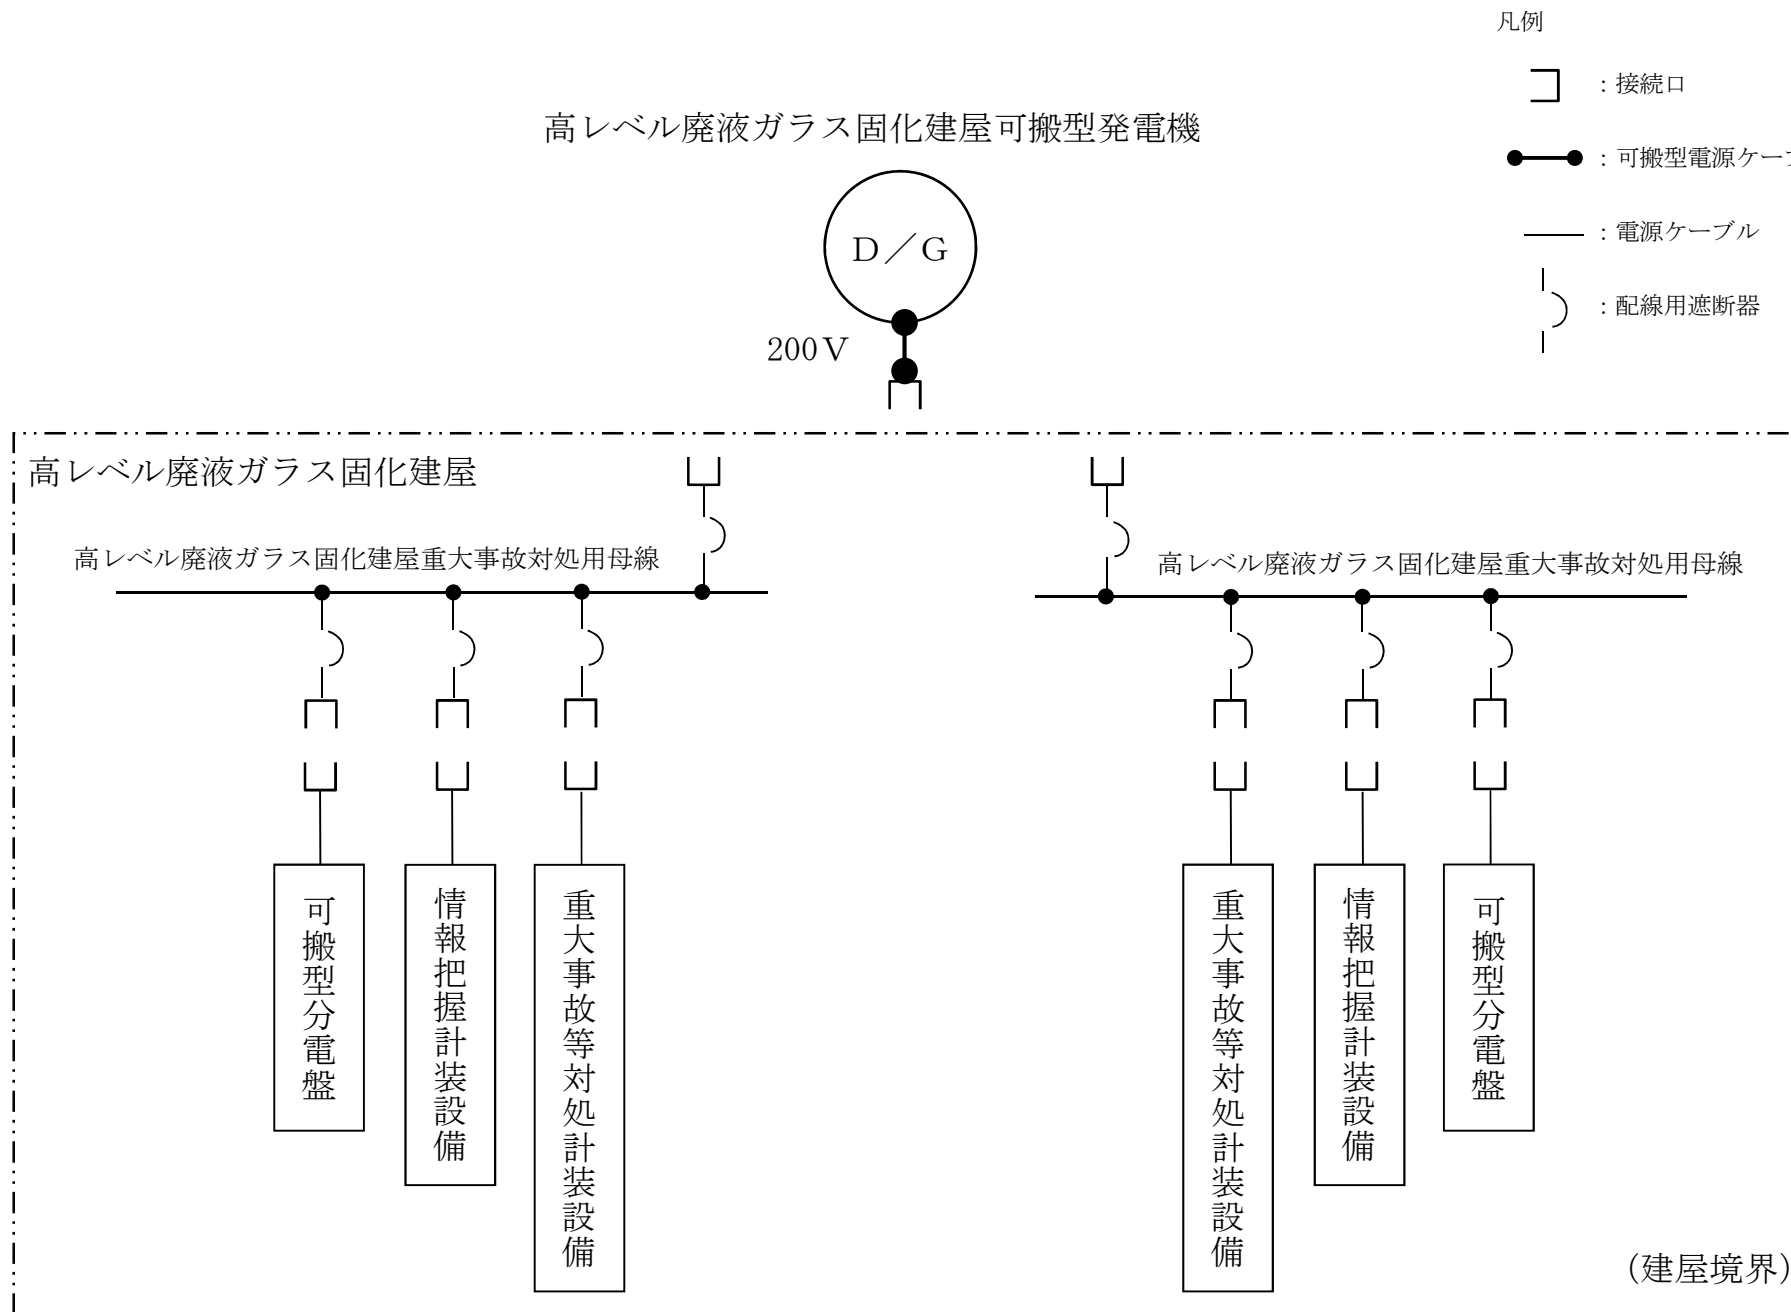 凡例
：接続口
：可搬型電源ケー
：電源ケーブル
：配線用遮断器
高レベル廃液ガラス固化建屋可搬型発電機
D／G
200V
高レベル廃液ガラス固化建屋
高レベル廃液ガラス固化建屋重大事故対処用母線
高レベル廃液ガラス固化建屋重大事故対処用母線
可搬型分電盤
情報把握計装設備
重大事故等対処計装設備
重大事故等対処計装設備
情報把握計装設備
可搬型分電盤
（建屋境界）